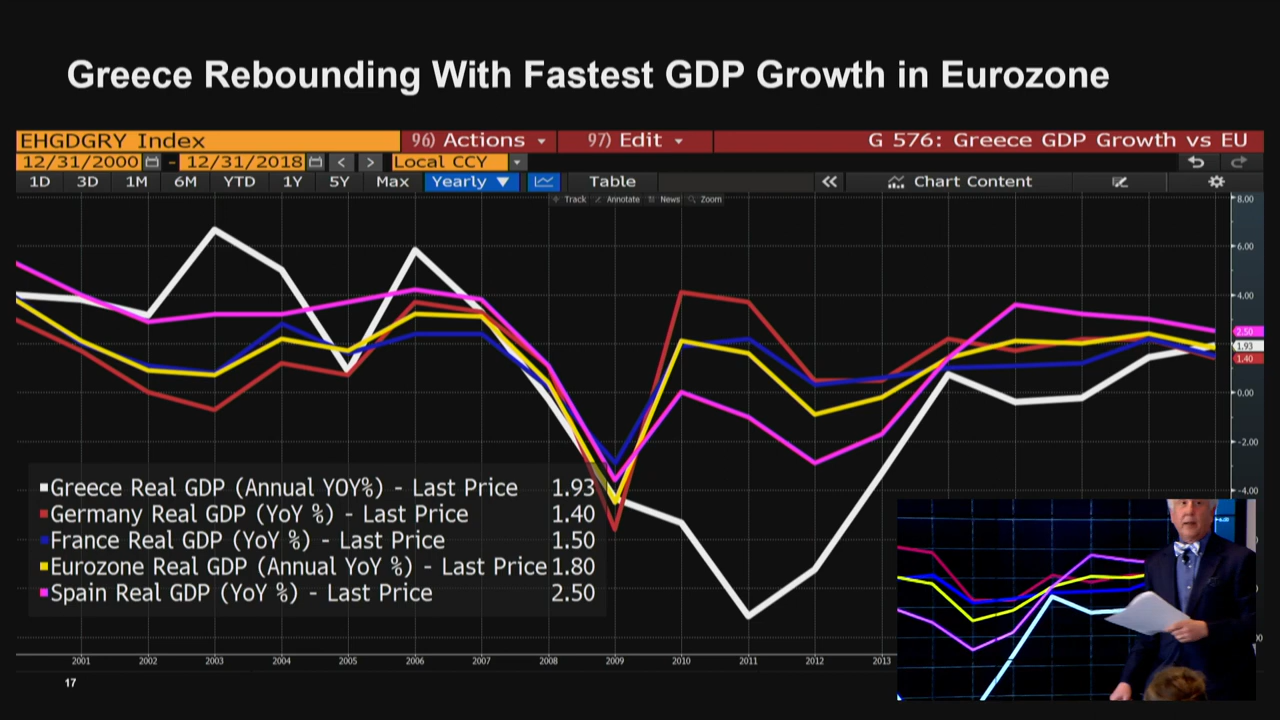 Greece Rebounding With Fastest GDP Growth in Eurozone
EHGDGRY Index 96) Actions 97) Edit G 576: Greece GDP Growth vs EU
12/31/2000 - 12/31/2018 < > Local CCY
1D 3D 1M 6M YTD 1Y 5Y Max Yearly ▼ Table « Chart Content
Track Annotate News Zoom
8.00
6.00
4.00
2.50
1.93
1.40
0.00
-2.00
-4.00
Greece Real GDP (Annual YOY%) - Last Price 1.93
Germany Real GDP (YoY %) - Last Price 1.40
France Real GDP (YoY %) - Last Price 1.50
Eurozone Real GDP (Annual YoY %) - Last Price 1.80
Spain Real GDP (YoY %) - Last Price 2.50
2001 2002 2003 2004 2005 2006 2007 2008 2009 2010 2011 2012 2013
17